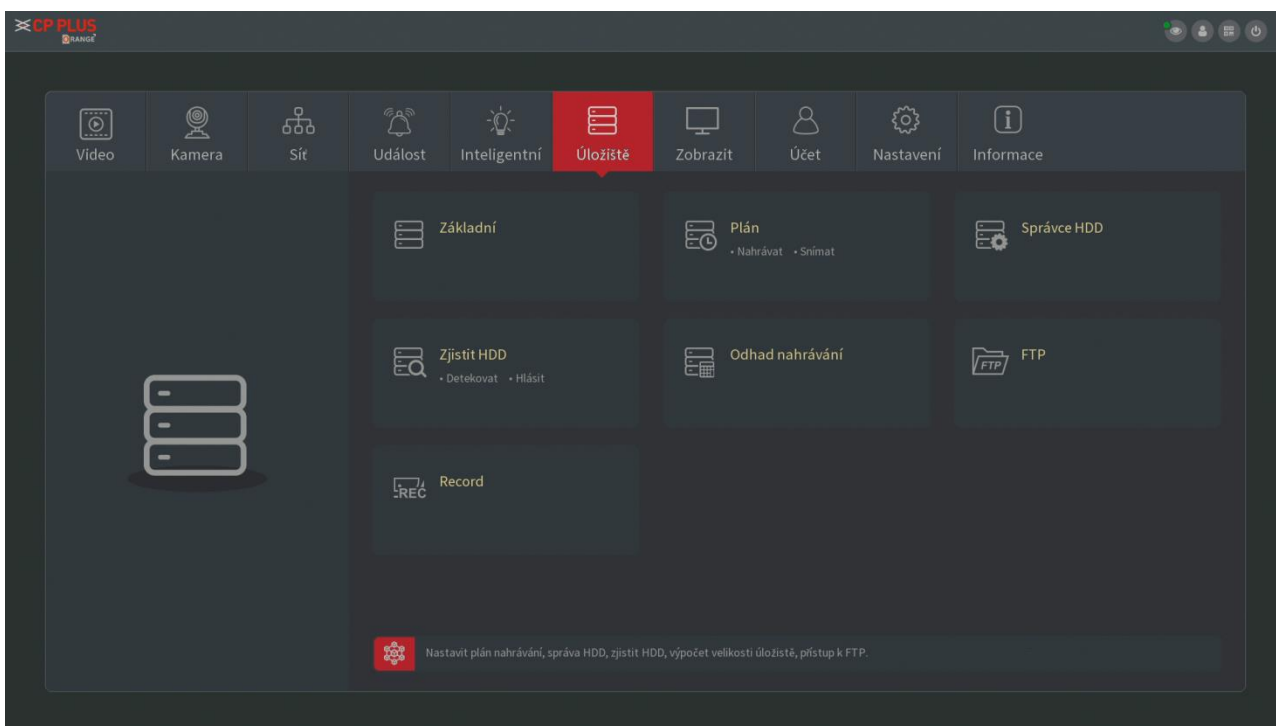 CP PLUS
ORANGE
Video
Kamera
Síť
Událost
Inteligentní
Úložiště
Zobrazit
Účet
Nastavení
Informace
Základní
Plán
• Nahrávat • Snímat
Správce HDD
Zjistit HDD
• Detekovat • Hlásit
Odhad nahrávání
FTP
FTP
REC
Record
Nastavit plán nahrávání, správa HDD, zjistit HDD, výpočet velikosti úložiště, přístup k FTP.